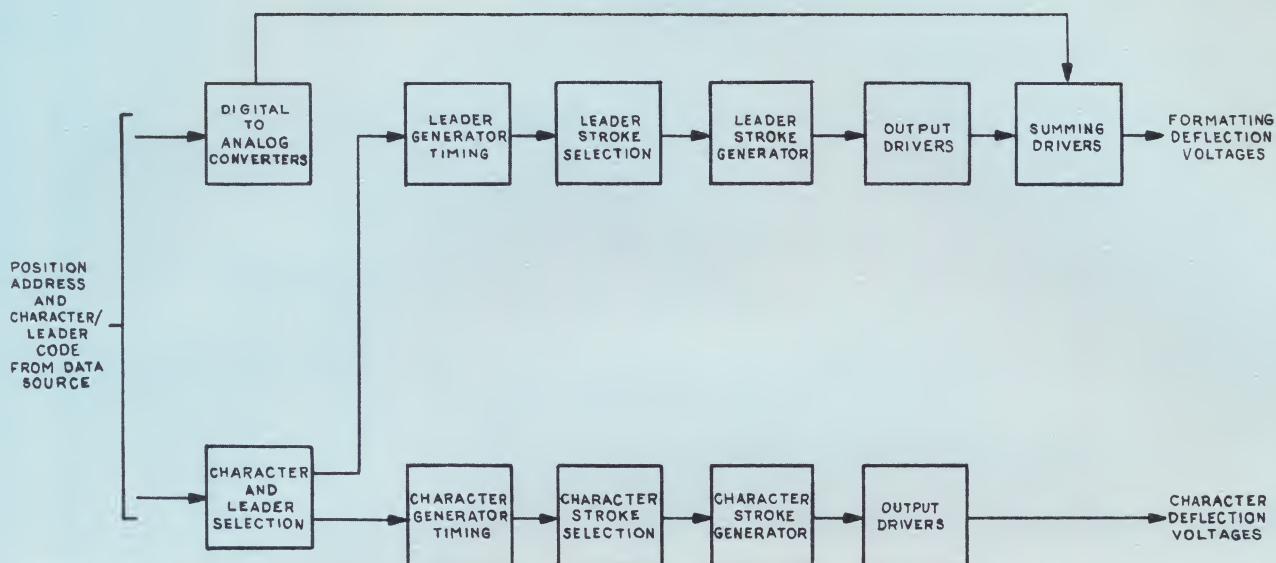 DIGITAL
TO
ANALOG
CONVERTERS
LEADER
GENERATOR
TIMING
LEADER
STROKE
SELECTION
LEADER
STROKE
GENERATOR
OUTPUT
DRIVERS
SUMMING
DRIVERS
FORMATTING
DEFLECTION
VOLTAGES
POSITION
ADDRESS
AND
CHARACTER/
LEADER
CODE
FROM DATA
SOURCE
CHARACTER
AND
LEADER
SELECTION
CHARACTER
GENERATOR
TIMING
CHARACTER
STROKE
SELECTION
CHARACTER
STROKE
GENERATOR
OUTPUT
DRIVERS
CHARACTER
DEFLECTION
VOLTAGES